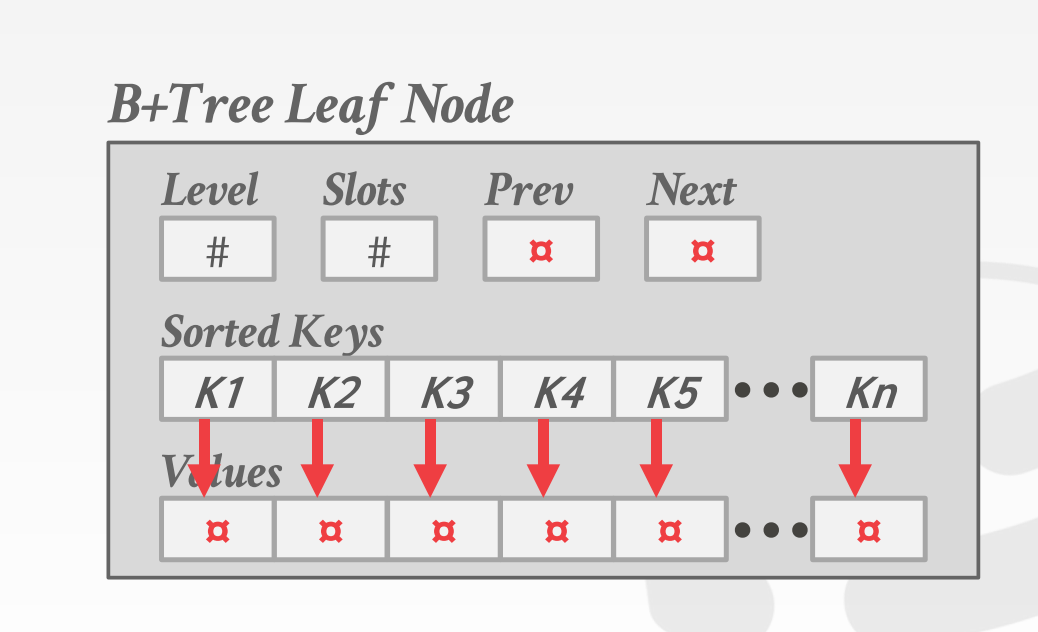 B+Tree Leaf Node
Level Slots Prev Next
# # ¤ ¤
Sorted Keys
K1 K2 K3 K4 K5 ••• Kn
Values
¤ ¤ ¤ ¤ ¤ ••• ¤